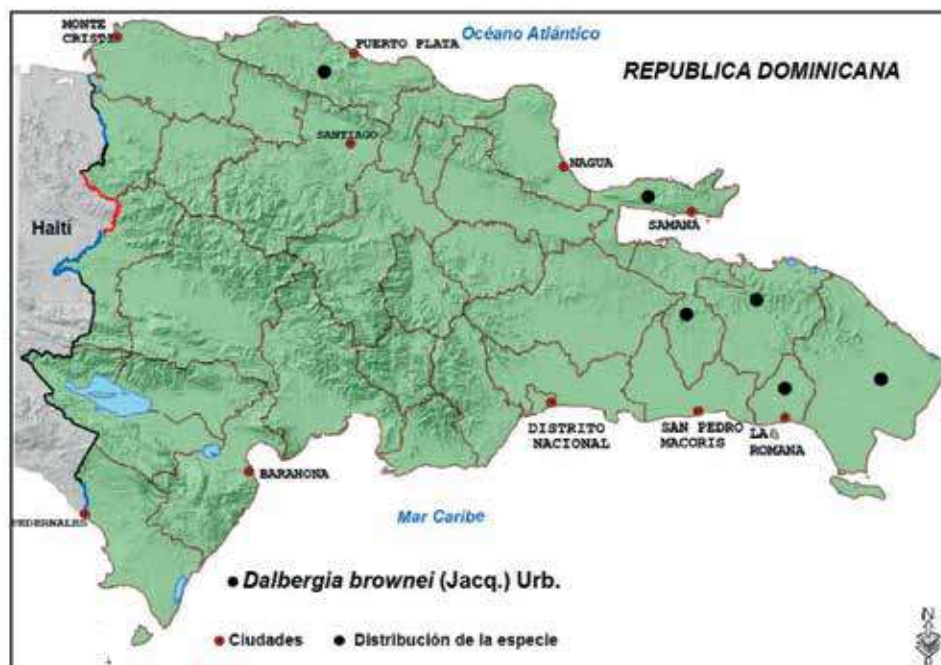 MONTE
CRISTI
PUERTO PLATA
Océano Atlántico
REPUBLICA DOMINICANA
SANTIAGO
NAGUA
SAMANÁ
Haití
DISTRITO
NACIONAL
SAN PEDRO
MACORIS
LA
ROMANA
BARAHONA
PEDERNALES
Mar Caribe
● Dalbergia brownei (Jacq.) Urb.
Ciudades
Distribución de la especie
N